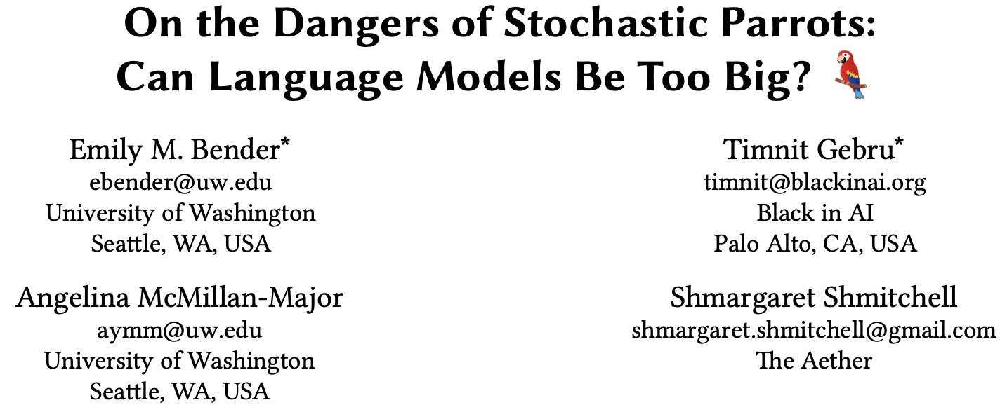 On the Dangers of Stochastic Parrots:
Can Language Models Be Too Big? 🦜
Emily M. Bender*
ebender@uw.edu
University of Washington
Seattle, WA, USA
Timnit Gebru*
timnit@blackinai.org
Black in AI
Palo Alto, CA, USA
Angelina McMillan-Major
aymm@uw.edu
University of Washington
Seattle, WA, USA
Shmargaret Shmitchell
shmargaret.shmitchell@gmail.com
The Aether